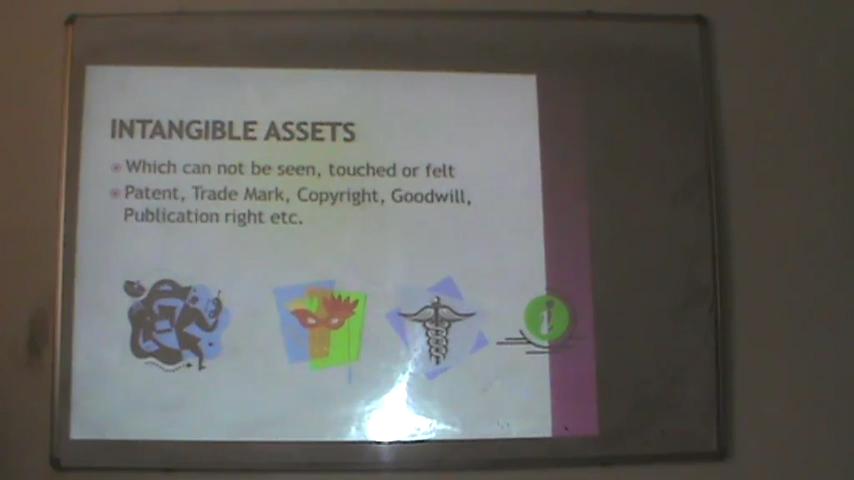 INTANGIBLE ASSETS
Which can not be seen, touched or felt
Patent, Trade Mark, Copyright, Goodwill,
Publication right etc.
i